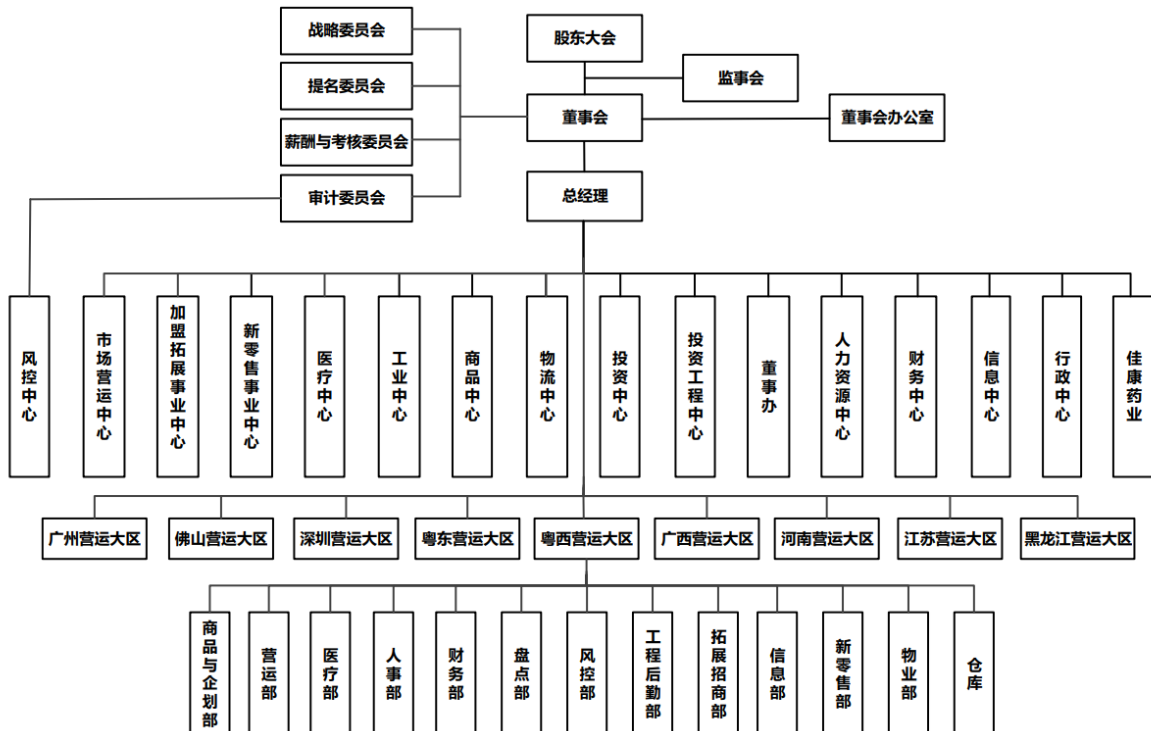 战略委员会
股东大会
提名委员会
监事会
董事会
董事会办公室
薪酬与考核委员会
审计委员会
总经理
风控中心
市场营运中心
加盟拓展事业中心
新零售事业中心
医疗中心
工业中心
商品中心
物流中心
投资中心
投资工程中心
董事办
人力资源中心
财务中心
信息中心
行政中心
佳康药业
广州营运大区
佛山营运大区
深圳营运大区
粤东营运大区
粤西营运大区
广西营运大区
河南营运大区
江苏营运大区
黑龙江营运大区
商品与企划部
营运部
医疗部
人事部
财务部
盘点部
风控部
工程后勤部
拓展招商部
信息部
新零售部
物业部
仓库